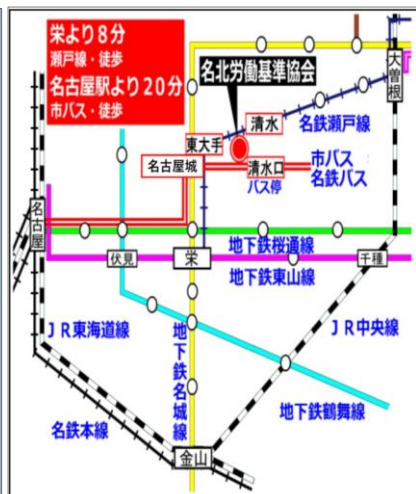 栄より8分
瀬戸線・徒歩
名古屋駅より20分
市バス・徒歩
名北労働基準協会
大曽根
清水
名鉄瀬戸線
東大手
名古屋城
清水口
バス停
市バス
名鉄バス
名古屋
地下鉄桜通線
伏見
栄
千種
地下鉄東山線
JR東海道線
地下鉄名城線
JR中央線
地下鉄鶴舞線
名鉄本線
金山